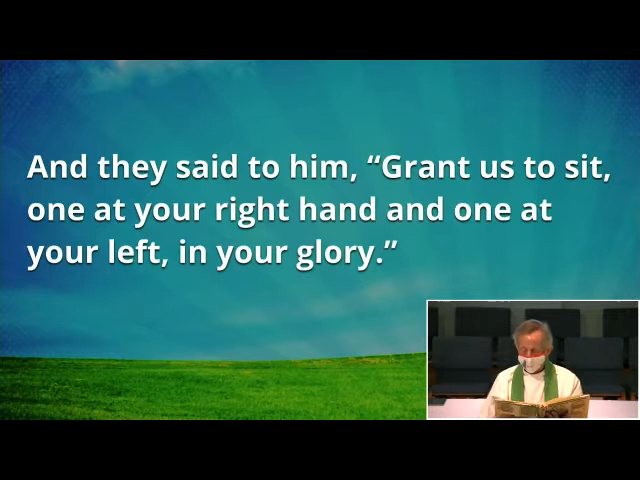 And they said to him, “Grant us to sit,
one at your right hand and one at
your left, in your glory.”